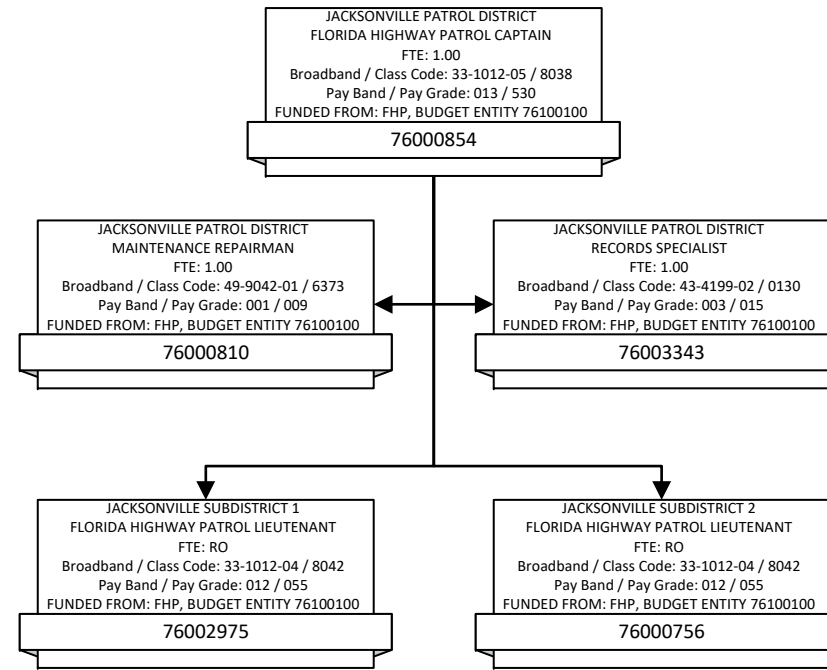 JACKSONVILLE PATROL DISTRICT
FLORIDA HIGHWAY PATROL CAPTAIN
FTE: 1.00
Broadband / Class Code: 33-1012-05 / 8038
Pay Band / Pay Grade: 013 / 530
FUNDED FROM: FHP, BUDGET ENTITY 76100100
76000854
JACKSONVILLE PATROL DISTRICT
MAINTENANCE REPAIRMAN
FTE: 1.00
Broadband / Class Code: 49-9042-01 / 6373
Pay Band / Pay Grade: 001 / 009
FUNDED FROM: FHP, BUDGET ENTITY 76100100
76000810
JACKSONVILLE PATROL DISTRICT
RECORDS SPECIALIST
FTE: 1.00
Broadband / Class Code: 43-4199-02 / 0130
Pay Band / Pay Grade: 003 / 015
FUNDED FROM: FHP, BUDGET ENTITY 76100100
76003343
JACKSONVILLE SUBDISTRICT 1
FLORIDA HIGHWAY PATROL LIEUTENANT
FTE: RO
Broadband / Class Code: 33-1012-04 / 8042
Pay Band / Pay Grade: 012 / 055
FUNDED FROM: FHP, BUDGET ENTITY 76100100
76002975
JACKSONVILLE SUBDISTRICT 2
FLORIDA HIGHWAY PATROL LIEUTENANT
FTE: RO
Broadband / Class Code: 33-1012-04 / 8042
Pay Band / Pay Grade: 012 / 055
FUNDED FROM: FHP, BUDGET ENTITY 76100100
76000756